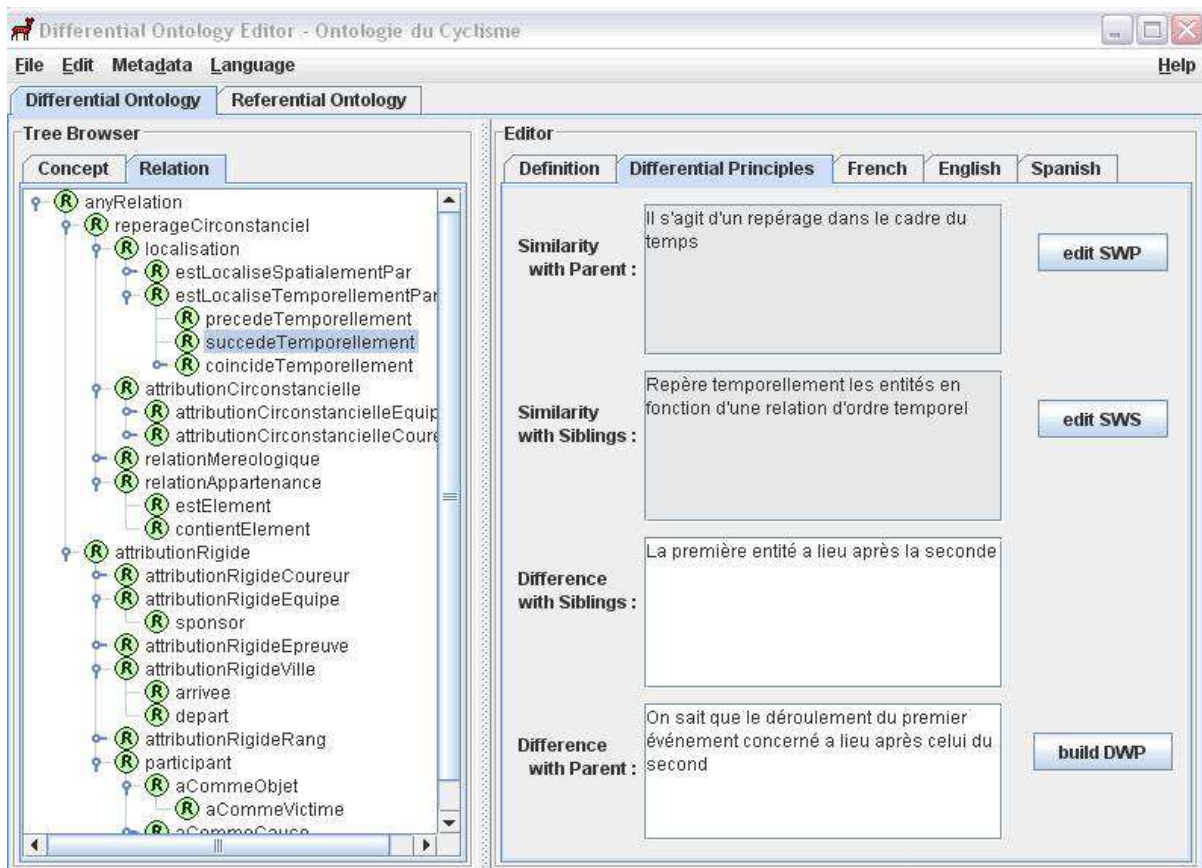 Differential Ontology Editor - Ontologie du Cyclisme
File Edit Metadata Language Help
Differential Ontology Referential Ontology
Tree Browser
Concept Relation
R anyRelation
R reperageCirconstanciel
R localisation
R estLocaliseSpatialementPar
R estLocaliseTemporellementPar
R precedeTemporellement
R succedeTemporellement
R coincideTemporellement
R attributionCirconstancielle
R attributionCirconstancielleEquip
R attributionCirconstancielleCoure
R relationMereologique
R relationAppartenance
R estElement
R contientElement
R attributionRigide
R attributionRigideCoureur
R attributionRigideEquipe
R sponsor
R attributionRigideEpreuve
R attributionRigideVille
R arrivee
R depart
R attributionRigideRang
R participant
R aCommeObjet
R aCommeVictime
R aCommeCause
Editor
Definition Differential Principles French English Spanish
Similarity
with Parent :
Il s'agit d'un repérage dans le cadre du
temps
edit SWP
Similarity
with Siblings :
Repère temporellement les entités en
fonction d'une relation d'ordre temporel
edit SWS
Difference
with Siblings :
La première entité a lieu après la seconde
Difference
with Parent :
On sait que le déroulement du premier
événement concerné a lieu après celui du
second
build DWP